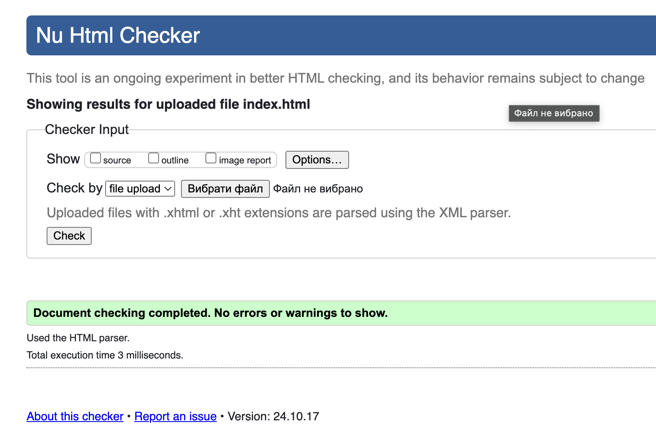 Nu Html Checker
This tool is an ongoing experiment in better HTML checking, and its behavior remains subject to change
Showing results for uploaded file index.html
Файл не вибрано
Checker Input
Show source outline image report Options...
Check by file upload Вибрати файл Файл не вибрано
Uploaded files with .xhtml or .xht extensions are parsed using the XML parser.
Check
Document checking completed. No errors or warnings to show.
Used the HTML parser.
Total execution time 3 milliseconds.
About this checker • Report an issue • Version: 24.10.17